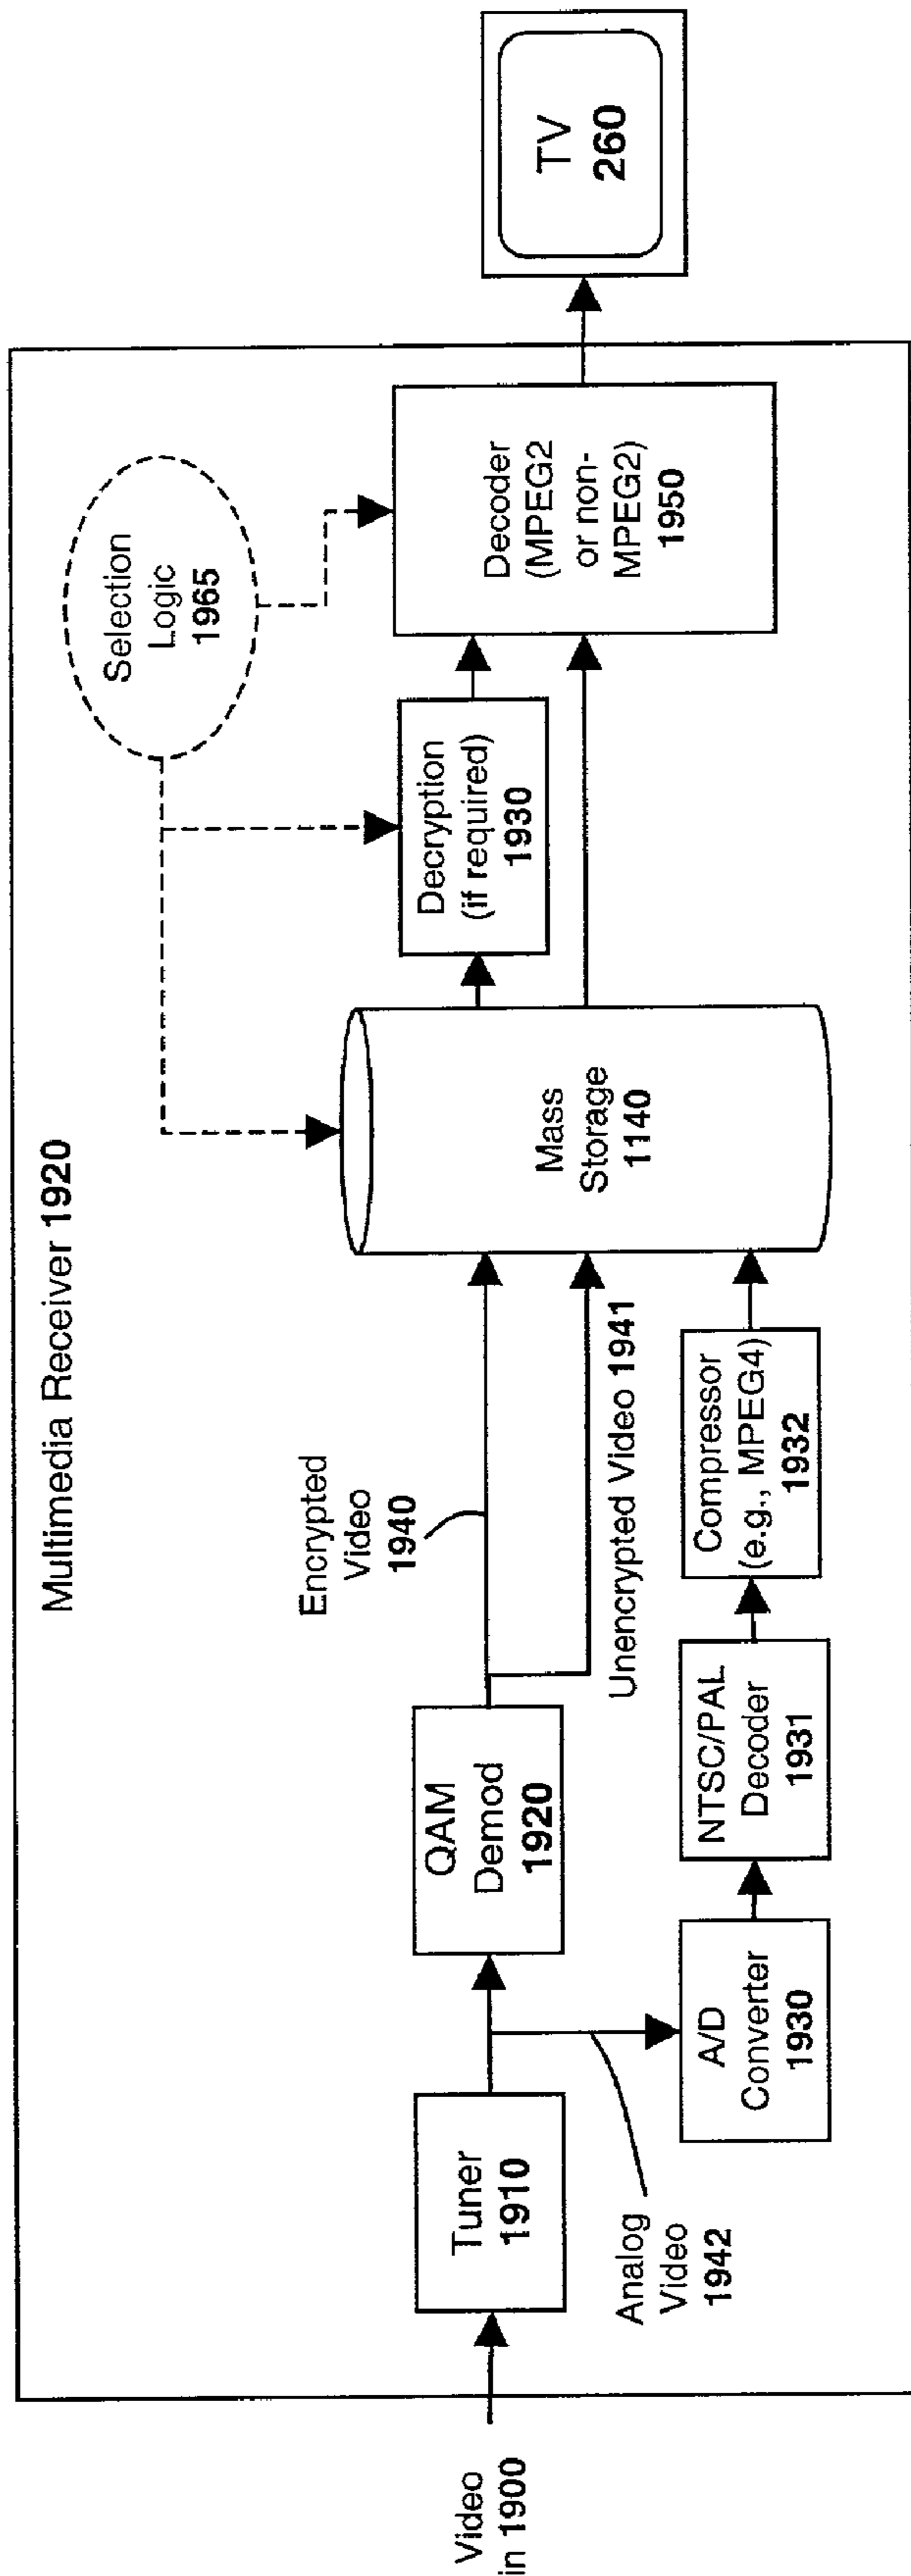 Multimedia Receiver 1920
Video
in 1900
Tuner
1910
Analog
Video
1942
QAM
Demod
1920
A/D
Converter
1930
NTSC/PAL
Decoder
1931
Compressor
(e.g., MPEG4)
1932
Encrypted
Video
1940
Unencrypted Video 1941
Mass
Storage
1140
Selection
Logic
1965
Decryption
(if required)
1930
Decoder
(MPEG2
or non-
MPEG2)
1950
TV
260